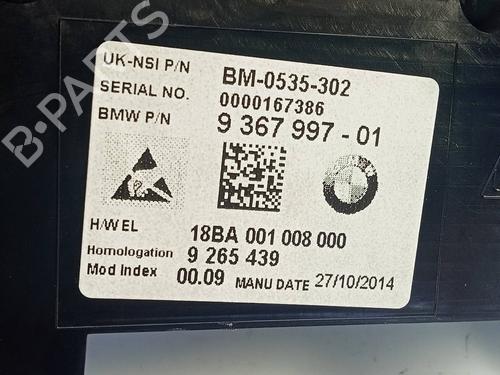 B-PARTS
UK-NSI P/N BM-0535-302
SERIAL NO. 0000167386
BMW P/N 9 367 997 - 01
H/W EL 18BA 001 008 000
Homologation 9 265 439
Mod Index 00.09 MANU DATE 27/10/2014